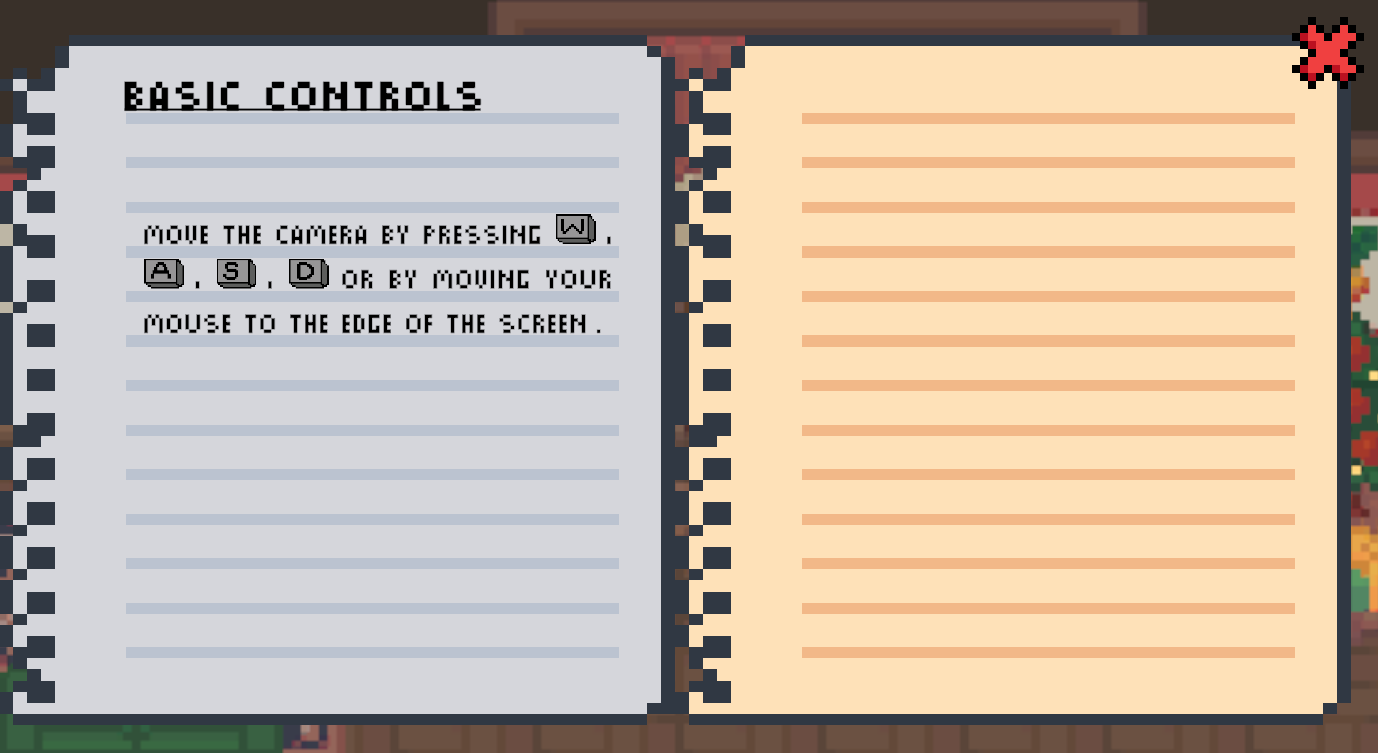 BASIC CONTROLS
MOVE THE CAMERA BY PRESSING W,
A, S, D OR BY MOVING YOUR
MOUSE TO THE EDGE OF THE SCREEN.